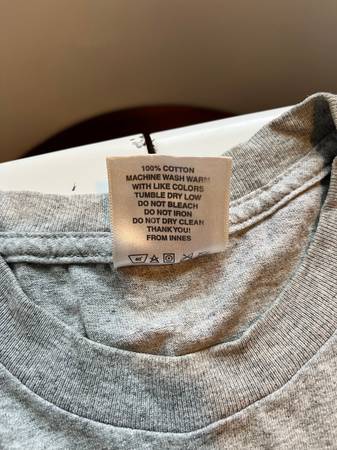 100% COTTON
MACHINE WASH WARM
WITH LIKE COLORS
TUMBLE DRY LOW
DO NOT BLEACH
DO NOT IRON
DO NOT DRY CLEAN
THANK YOU!
FROM INNES